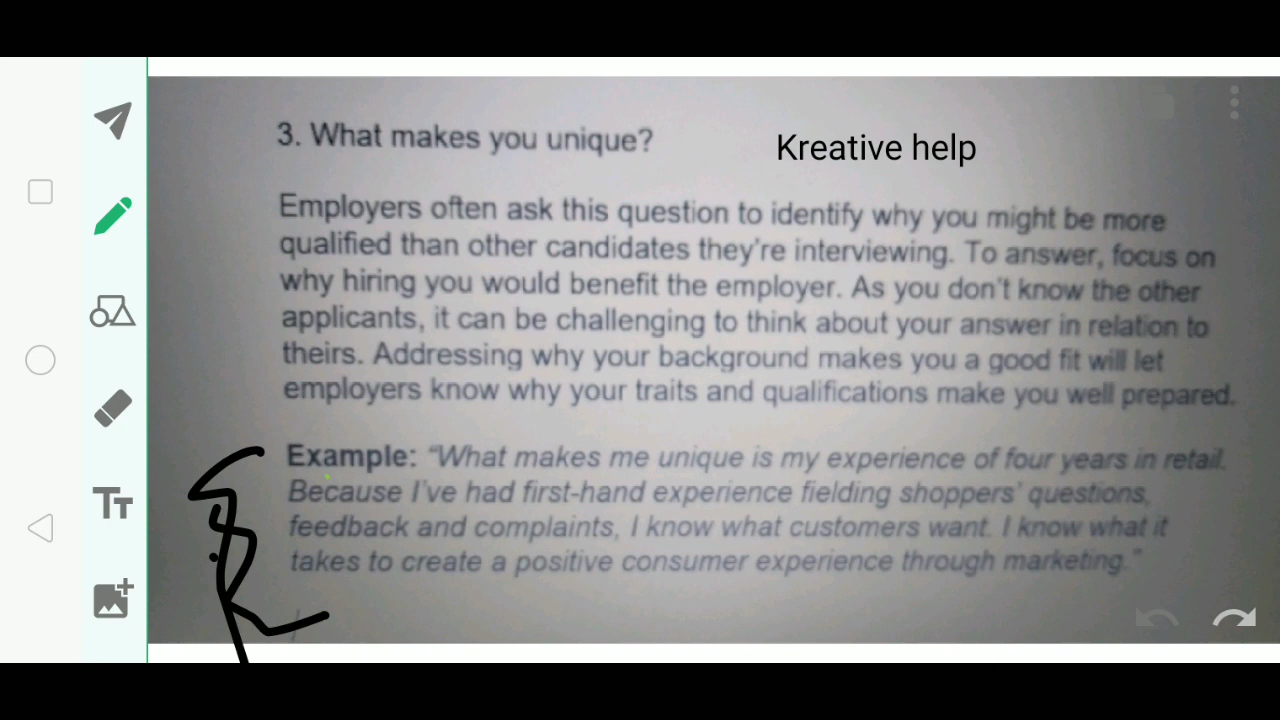 3. What makes you unique?
Kreative help
Employers often ask this question to identify why you might be more
qualified than other candidates they're interviewing. To answer, focus on
why hiring you would benefit the employer. As you don't know the other
applicants, it can be challenging to think about your answer in relation to
theirs. Addressing why your background makes you a good fit will let
employers know why your traits and qualifications make you well prepared.
Example: "What makes me unique is my experience of four years in retail.
Because I've had first-hand experience fielding shoppers' questions,
feedback and complaints, I know what customers want. I know what it
takes to create a positive consumer experience through marketing."
TT